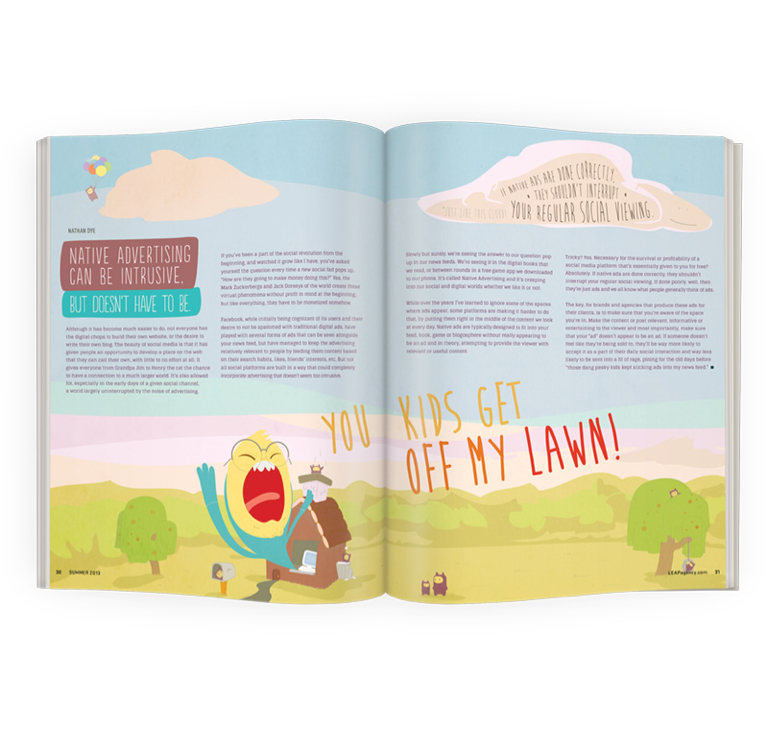 NATHAN DYE
NATIVE ADVERTISING
CAN BE INTRUSIVE.
BUT DOESN'T HAVE TO BE.
Although it has become much easier to do, not everyone has
the digital chops to build their own website, or the desire to
write their own blog. The beauty of social media is that it has
given people an opportunity to develop a place on the web
that they can call their own, with little to no effort at all. It
gives everyone from Grandpa Jim to Henry the cat the chance
to have a connection to a much larger world. It's also allowed
for, especially in the early days of a given social channel,
a world largely uninterrupted by the noise of advertising.
If you've been a part of the social revolution from the
beginning, and watched it grow like I have, you've asked
yourself the question every time a new social fad pops up,
"How are they going to make money doing this?" Yes, the
Mark Zuckerbergs and Jack Dorseys of the world create these
virtual phenomena without profit in mind at the beginning,
but like everything, they have to be monetized somehow.
Facebook, while initially being cognizant of its users and their
desire to not be spammed with traditional digital ads, have
played with several forms of ads that can be seen alongside
your news feed, but have managed to keep the advertising
relatively relevant to people by feeding them content based
on their search habits, likes, friends' interests, etc. But not
all social platforms are built in a way that could completely
incorporate advertising that doesn't seem too intrusive.
IF NATIVE ADS ARE DONE CORRECTLY,
• THEY SHOULDN'T INTERRUPT •
(JUST LIKE THIS CLOUD)
YOUR REGULAR SOCIAL VIEWING.
Slowly but surely, we're seeing the answer to our question pop
up in our news feeds. We're seeing it in the digital books that
we read, or between rounds in a free game app we downloaded
to our phone. It's called Native Advertising and it's creeping
into our social and digital worlds whether we like it or not.
While over the years I've learned to ignore some of the spaces
where ads appear, some platforms are making it harder to do
that, by putting them right in the middle of the content we look
at every day. Native ads are typically designed to fit into your
feed, book, game or blogosphere without really appearing to
be an ad and in theory, attempting to provide the viewer with
relevant or useful content.
Tricky? Yes. Necessary for the survival or profitability of a
social media platform that's essentially given to you for free?
Absolutely. If native ads are done correctly, they shouldn't
interrupt your regular social viewing. If done poorly, well, then
they're just ads and we all know what people generally think of ads.
The key, for brands and agencies that produce these ads for
their clients, is to make sure that you're aware of the space
you're in. Make the content or post relevant, informative or
entertaining to the viewer and most importantly, make sure
that your "ad" doesn't appear to be an ad. If someone doesn't
feel like they're being sold to, they'll be way more likely to
accept it as a part of their daily social interaction and way less
likely to be sent into a fit of rage, pining for the old days before
"those dang pesky kids kept sticking ads into my news feed." ■
YOU KIDS GET
OFF MY LAWN!
30 SUMMER 2013
LEAPagency.com 31